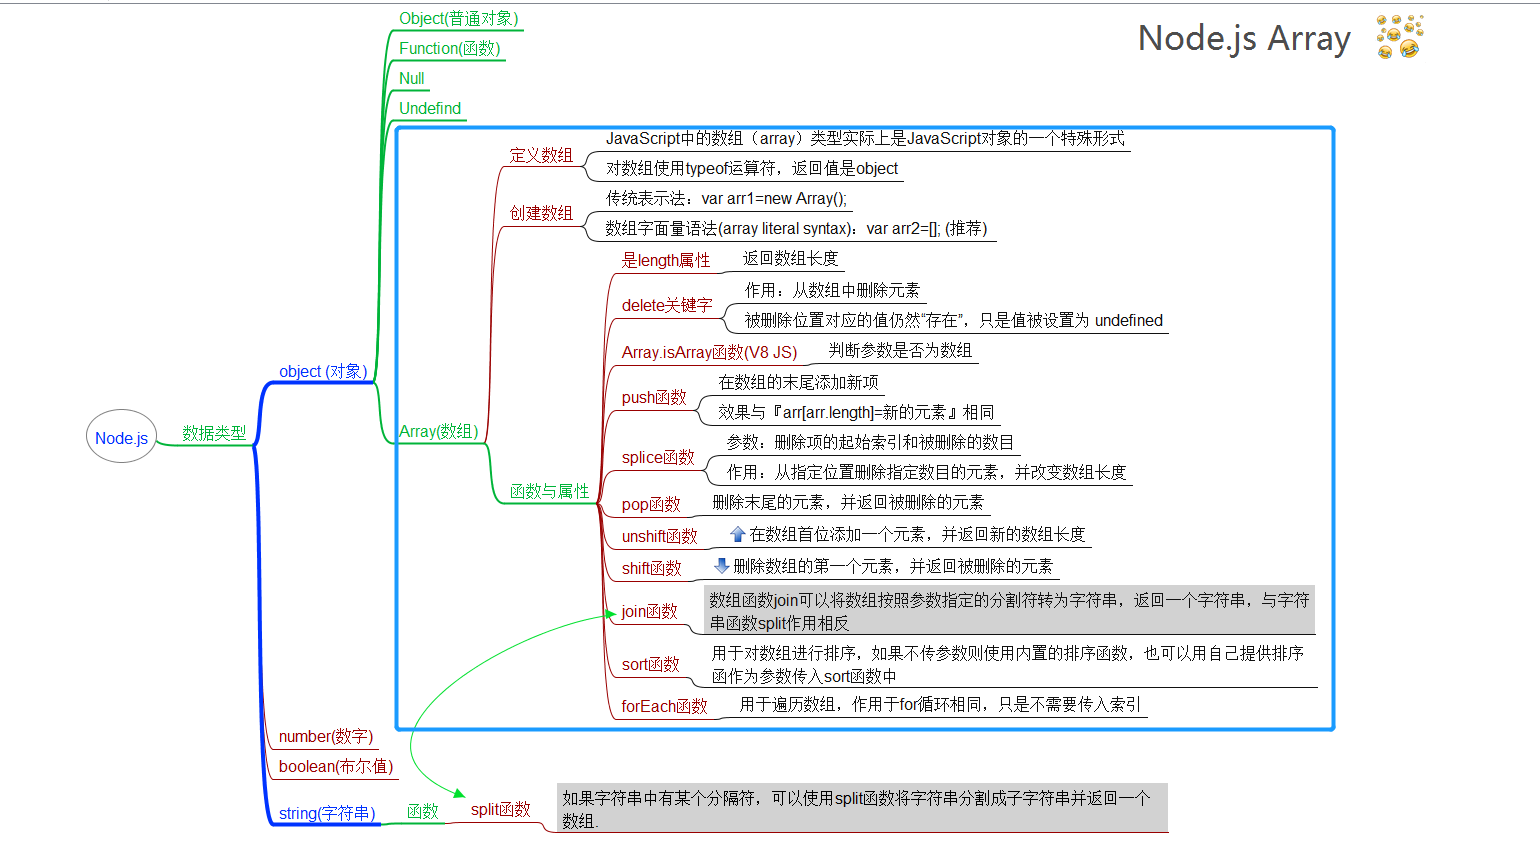 Node.js Array
Object(普通对象)
Function(函数)
Null
Undefind
JavaScript中的数组（array）类型实际上是JavaScript对象的一个特殊形式
定义数组
对数组使用typeof运算符，返回值是object
传统表示法：var arr1=new Array();
创建数组
数组字面量语法(array literal syntax)：var arr2=[]; (推荐)
是length属性
返回数组长度
作用：从数组中删除元素
delete关键字
被删除位置对应的值仍然“存在”，只是值被设置为 undefined
Array.isArray函数(V8 JS)
判断参数是否为数组
object (对象)
在数组的末尾添加新项
push函数
效果与『arr[arr.length]=新的元素』相同
Node.js
数据类型
Array(数组)
参数：删除项的起始索引和被删除的数目
splice函数
作用：从指定位置删除指定数目的元素，并改变数组长度
函数与属性
pop函数
删除末尾的元素，并返回被删除的元素
unshift函数
在数组首位添加一个元素，并返回新的数组长度
shift函数
删除数组的第一个元素，并返回被删除的元素
join函数
数组函数join可以将数组按照参数指定的分割符转为字符串，返回一个字符串，与字符
串函数split作用相反
sort函数
用于对数组进行排序，如果不传参数则使用内置的排序函数，也可以用自己提供排序
函作为参数传入sort函数中
forEach函数
用于遍历数组，作用于for循环相同，只是不需要传入索引
number(数字)
boolean(布尔值)
string(字符串)
函数
split函数
如果字符串中有某个分隔符，可以使用split函数将字符串分割成子字符串并返回一个
数组.